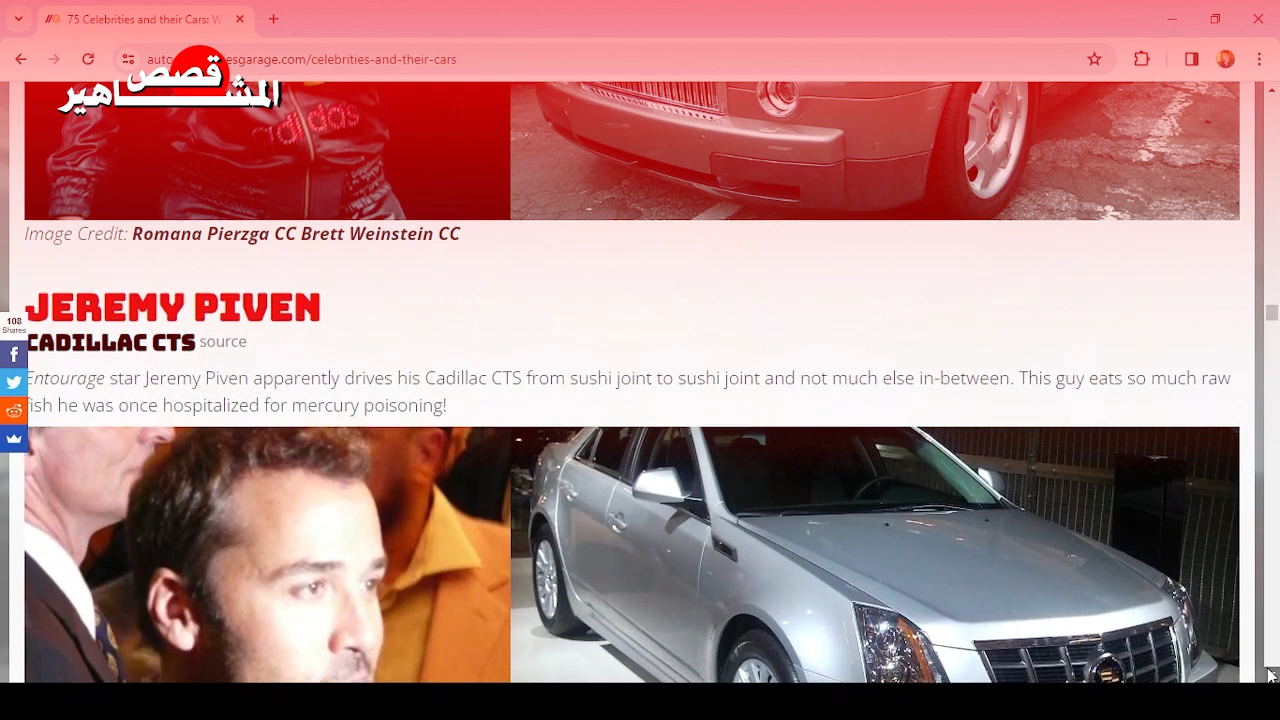 75 Celebrities and their Cars: W
esgarage.com/celebrities-and-their-cars
قصص
المشاهير
adidas
Image Credit: Romana Pierzga CC Brett Weinstein CC
JEREMY PIVEN
108
Shares
CADILLAC CTS source
Entourage star Jeremy Piven apparently drives his Cadillac CTS from sushi joint to sushi joint and not much else in-between. This guy eats so much raw
fish he was once hospitalized for mercury poisoning!